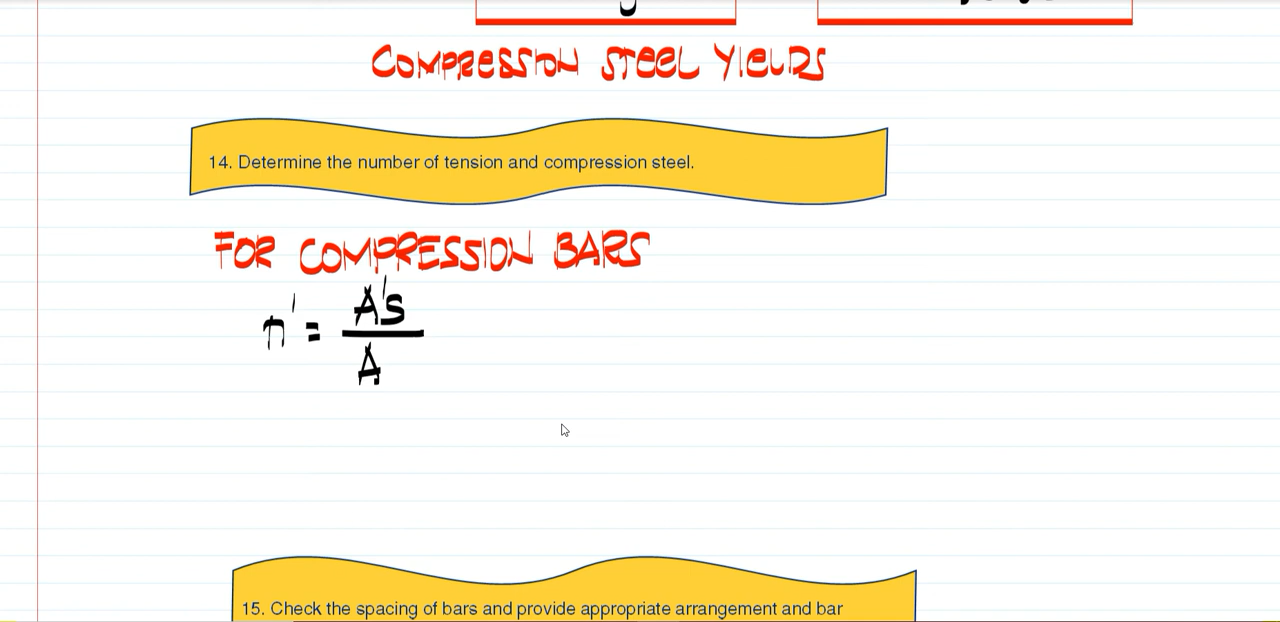 COMPRESSION STEEL YIELDS
14. Determine the number of tension and compression steel.
FOR COMPRESSION BARS
n' = A's
A
15. Check the spacing of bars and provide appropriate arrangement and bar